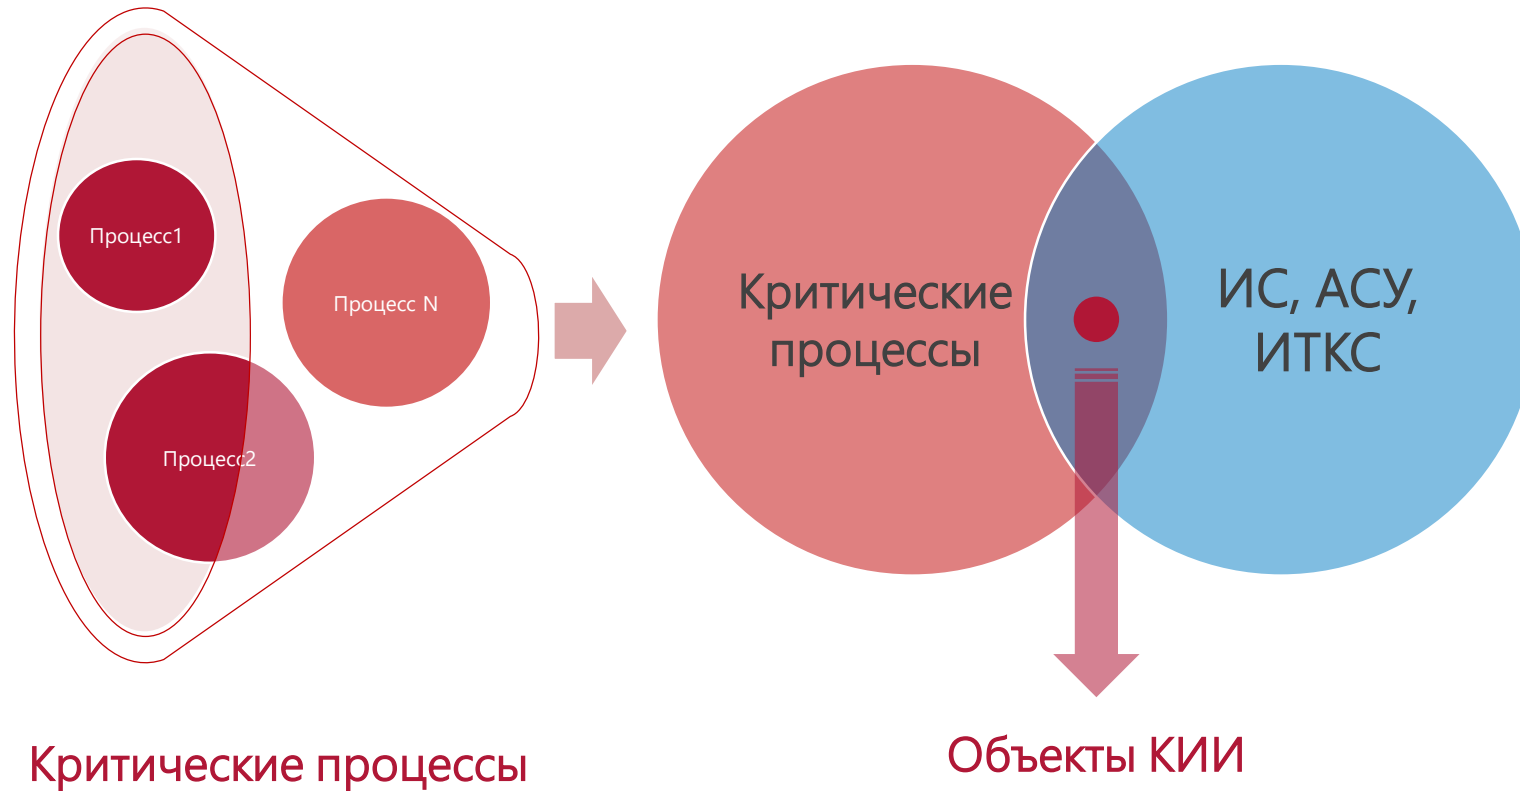 Процесс1
Процесс N
Процесс2
Критические процессы
Критические
процессы
ИС, АСУ,
ИТКС
Объекты КИИ